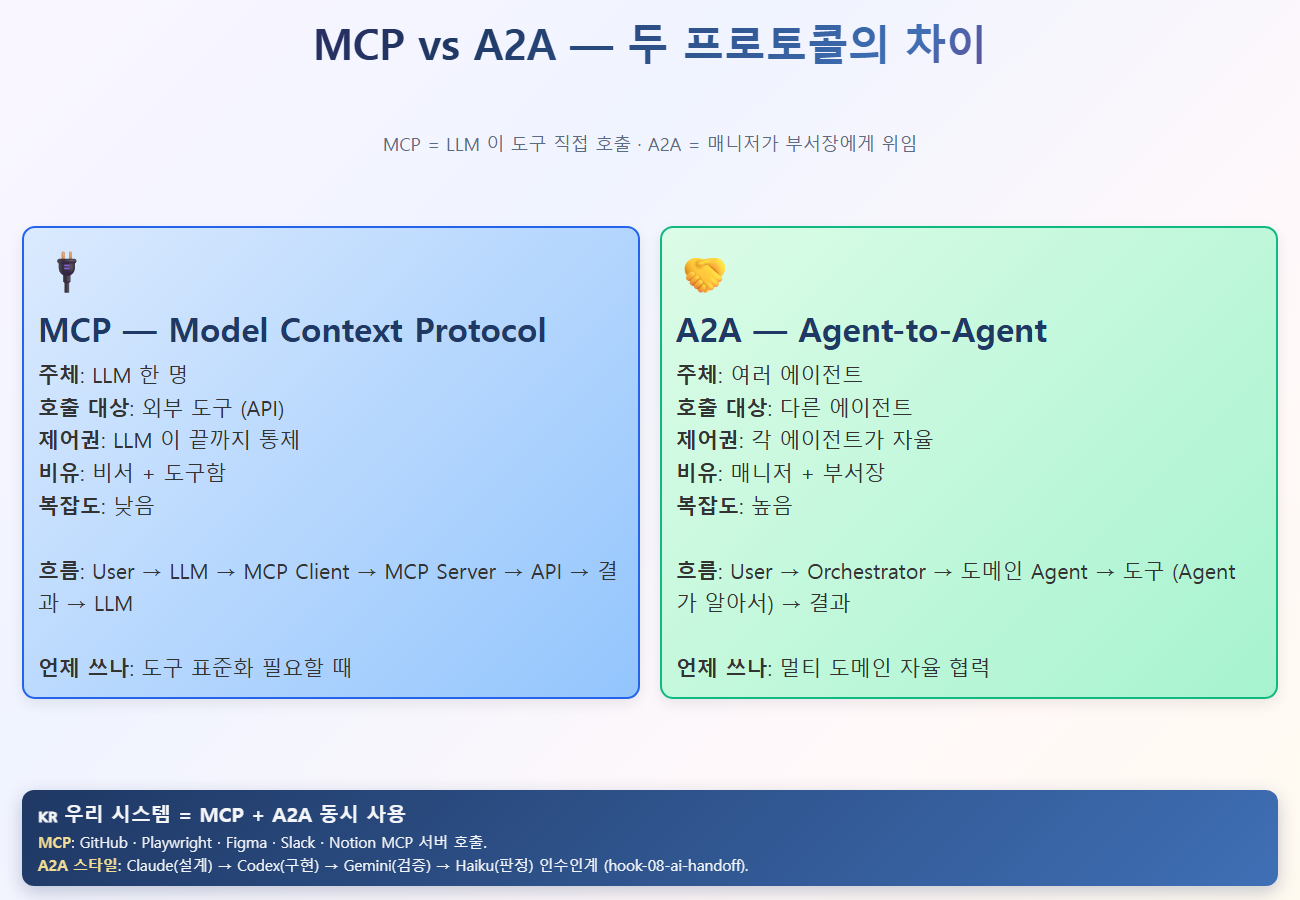 MCP vs A2A — 두 프로토콜의 차이
MCP = LLM 이 도구 직접 호출 · A2A = 매니저가 부서장에게 위임
MCP — Model Context Protocol
주체: LLM 한 명
호출 대상: 외부 도구 (API)
제어권: LLM 이 끝까지 통제
비유: 비서 + 도구함
복잡도: 낮음
흐름: User → LLM → MCP Client → MCP Server → API → 결
과 → LLM
언제 쓰나: 도구 표준화 필요할 때
A2A — Agent-to-Agent
주체: 여러 에이전트
호출 대상: 다른 에이전트
제어권: 각 에이전트가 자율
비유: 매니저 + 부서장
복잡도: 높음
흐름: User → Orchestrator → 도메인 Agent → 도구 (Agent
가 알아서) → 결과
언제 쓰나: 멀티 도메인 자율 협력
KR 우리 시스템 = MCP + A2A 동시 사용
MCP: GitHub · Playwright · Figma · Slack · Notion MCP 서버 호출.
A2A 스타일: Claude(설계) → Codex(구현) → Gemini(검증) → Haiku(판정) 인수인계 (hook-08-ai-handoff).